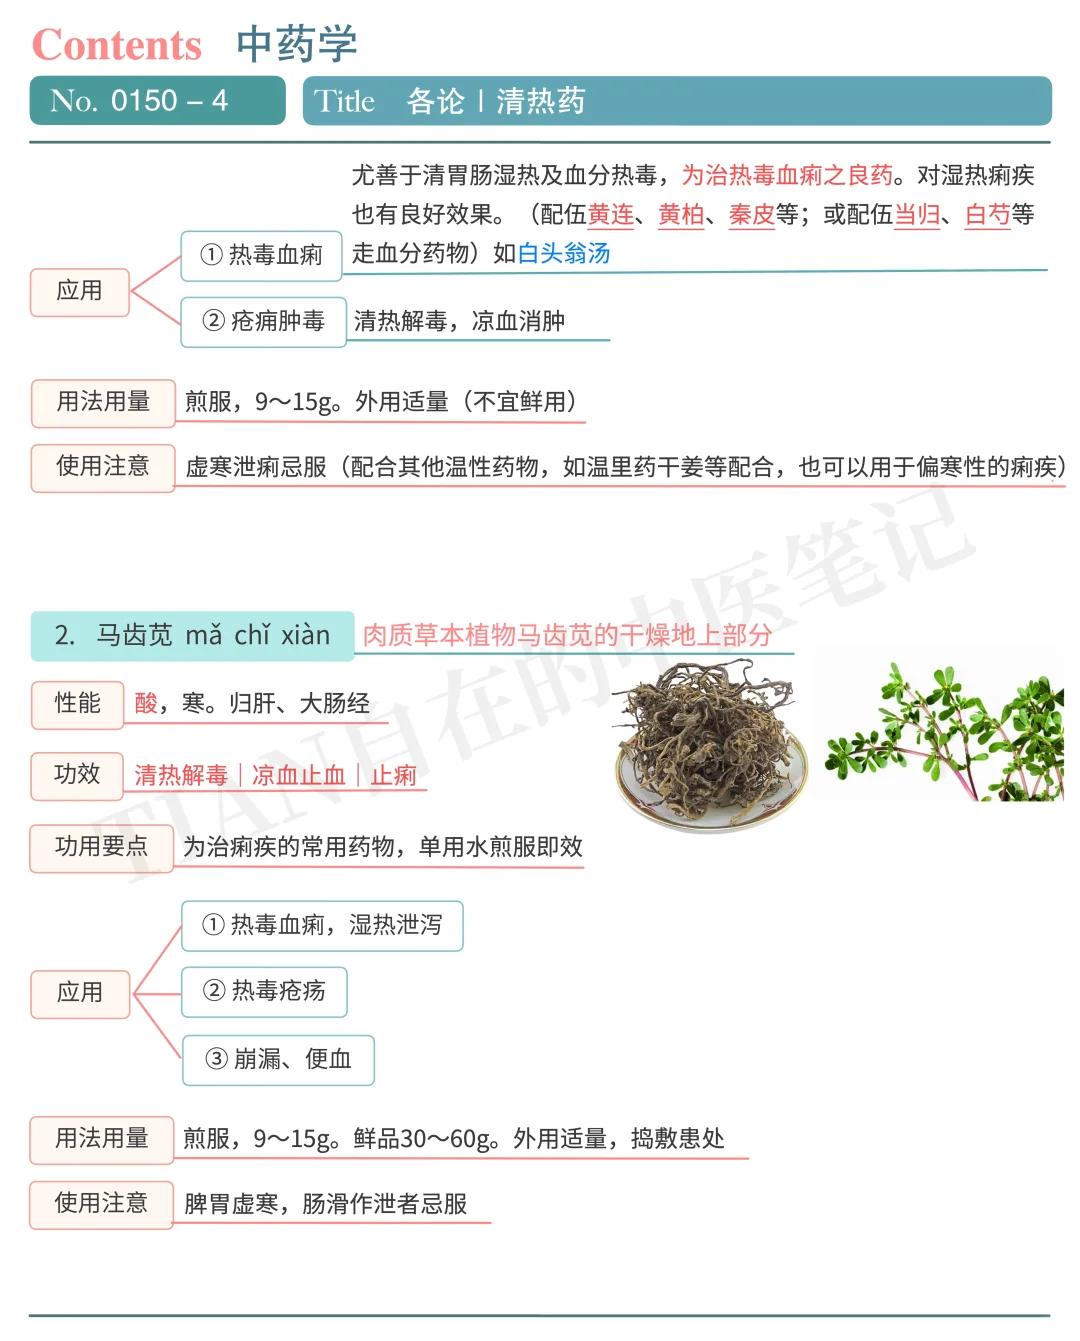 Contents 中药学
No. 0150 – 4
Title 各论 | 清热药
尤善于清胃肠湿热及血分热毒，为治热毒血痢之良药。对湿热痢疾
也有良好效果。（配伍黄连、黄柏、秦皮等；或配伍当归、白芍等
走血分药物）如白头翁汤
应用
① 热毒血痢
② 疮痈肿毒
清热解毒，凉血消肿
用法用量
煎服，9～15g。外用适量（不宜鲜用）
使用注意
虚寒泄痢忌服（配合其他温性药物，如温里药干姜等配合，也可以用于偏寒性的痢疾）
2. 马齿苋 mǎ chǐ xiàn
肉质草本植物马齿苋的干燥地上部分
性能
酸，寒。归肝、大肠经
功效
清热解毒｜凉血止血｜止痢
功用要点
为治痢疾的常用药物，单用水煎服即效
应用
① 热毒血痢，湿热泄泻
② 热毒疮疡
③ 崩漏、便血
用法用量
煎服，9～15g。鲜品30～60g。外用适量，捣敷患处
使用注意
脾胃虚寒，肠滑作泄者忌服
TIAN自在的中医笔记